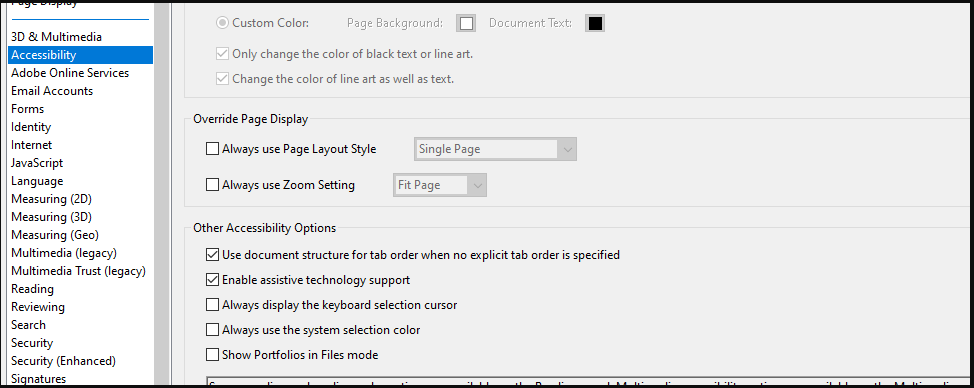 Page Display
3D & Multimedia
Accessibility
Adobe Online Services
Email Accounts
Forms
Identity
Internet
JavaScript
Language
Measuring (2D)
Measuring (3D)
Measuring (Geo)
Multimedia (legacy)
Multimedia Trust (legacy)
Reading
Reviewing
Search
Security
Security (Enhanced)
Signatures
Custom Color: Page Background: Document Text:
Only change the color of black text or line art.
Change the color of line art as well as text.
Override Page Display
Always use Page Layout Style Single Page
Always use Zoom Setting Fit Page
Other Accessibility Options
Use document structure for tab order when no explicit tab order is specified
Enable assistive technology support
Always display the keyboard selection cursor
Always use the system selection color
Show Portfolios in Files mode